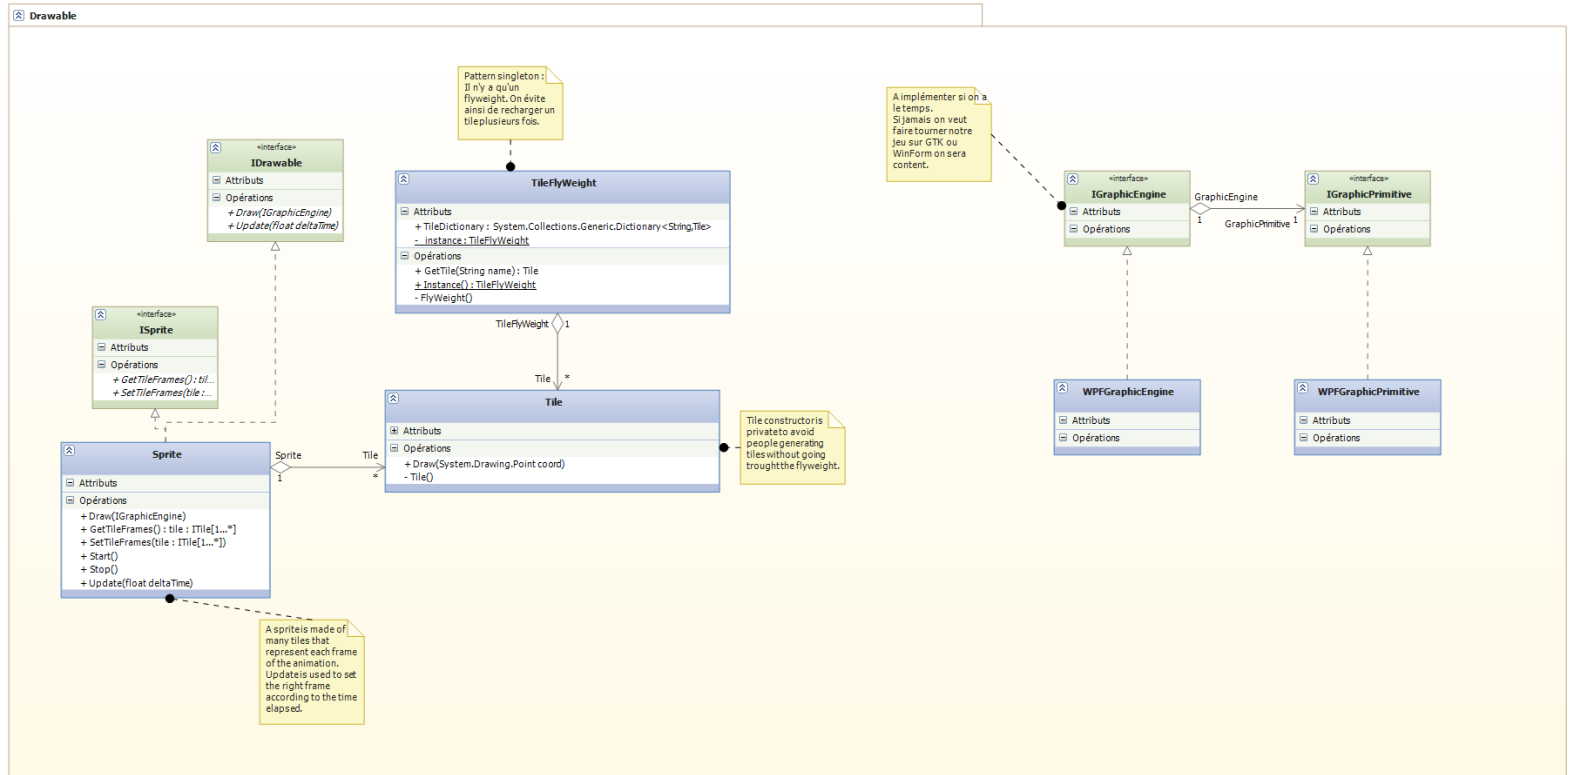 Drawable
Pattern singleton :
Il n'y a qu'un
flyweight. On évite
ainsi de recharger un
tile plusieurs fois.
A implémenter si on a
le temps.
Si jamais on veut
faire tourner notre
jeu sur GTK ou
WinForm on sera
content.
«interface»
IDrawable
Attributs
Opérations
+ Draw(IGraphicEngine)
+ Update(float deltaTime)
TileFlyWeight
Attributs
+ TileDictionary : System.Collections.Generic.Dictionary<String,Tile>
- _instance : TileFlyWeight
Opérations
+ GetTile(String name) : Tile
+ Instance() : TileFlyWeight
- FlyWeight()
«interface»
IGraphicEngine
Attributs
Opérations
GraphicEngine
1
GraphicPrimitive
1
«interface»
IGraphicPrimitive
Attributs
Opérations
«interface»
ISprite
Attributs
Opérations
+ GetTileFrames() : til...
+ SetTileFrames(tile :...
TileFlyWeight
1
Tile
*
Tile
Attributs
Opérations
+ Draw(System.Drawing.Point coord)
- Tile()
Tile constructor is
private to avoid
people generating
tiles without going
trought the flyweight.
WPFGraphicEngine
Attributs
Opérations
WPFGraphicPrimitive
Attributs
Opérations
Sprite
Attributs
Opérations
+ Draw(IGraphicEngine)
+ GetTileFrames() : tile : ITile[1...*]
+ SetTileFrames(tile : ITile[1...*])
+ Start()
+ Stop()
+ Update(float deltaTime)
Sprite
1
Tile
*
A sprite is made of
many tiles that
represent each frame
of the animation.
Update is used to set
the right frame
according to the time
elapsed.